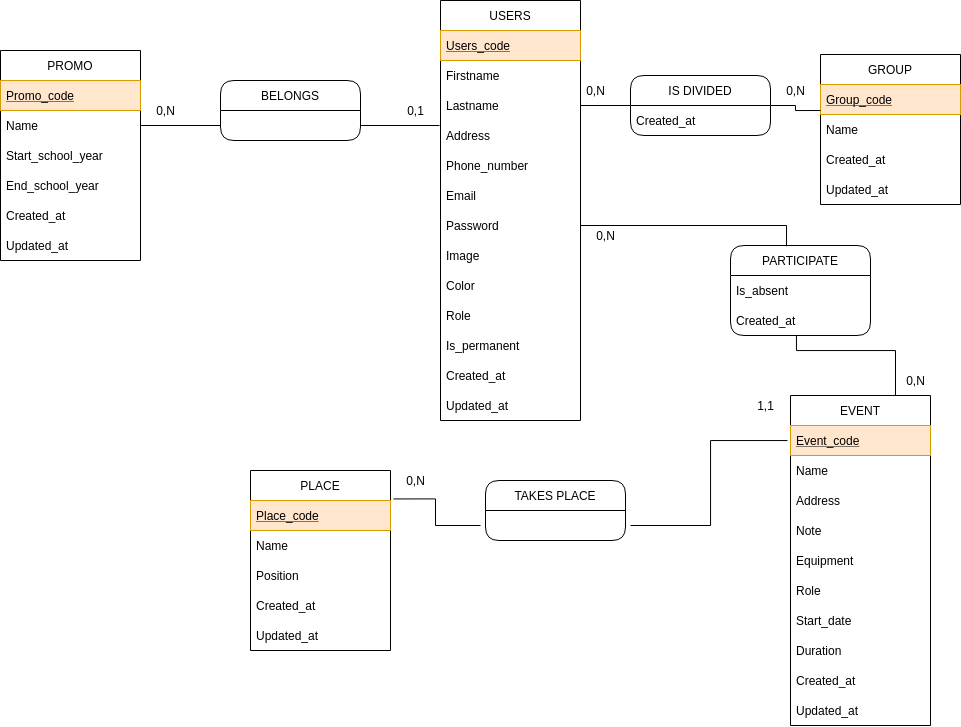 PROMO
Promo_code
Name
Start_school_year
End_school_year
Created_at
Updated_at
0,N
BELONGS
0,1
USERS
Users_code
Firstname
Lastname
Address
Phone_number
Email
Password
Image
Color
Role
Is_permanent
Created_at
Updated_at
0,N
IS DIVIDED
Created_at
0,N
GROUP
Group_code
Name
Created_at
Updated_at
0,N
PARTICIPATE
Is_absent
Created_at
0,N
1,1
EVENT
Event_code
Name
Address
Note
Equipment
Role
Start_date
Duration
Created_at
Updated_at
PLACE
Place_code
Name
Position
Created_at
Updated_at
0,N
TAKES PLACE